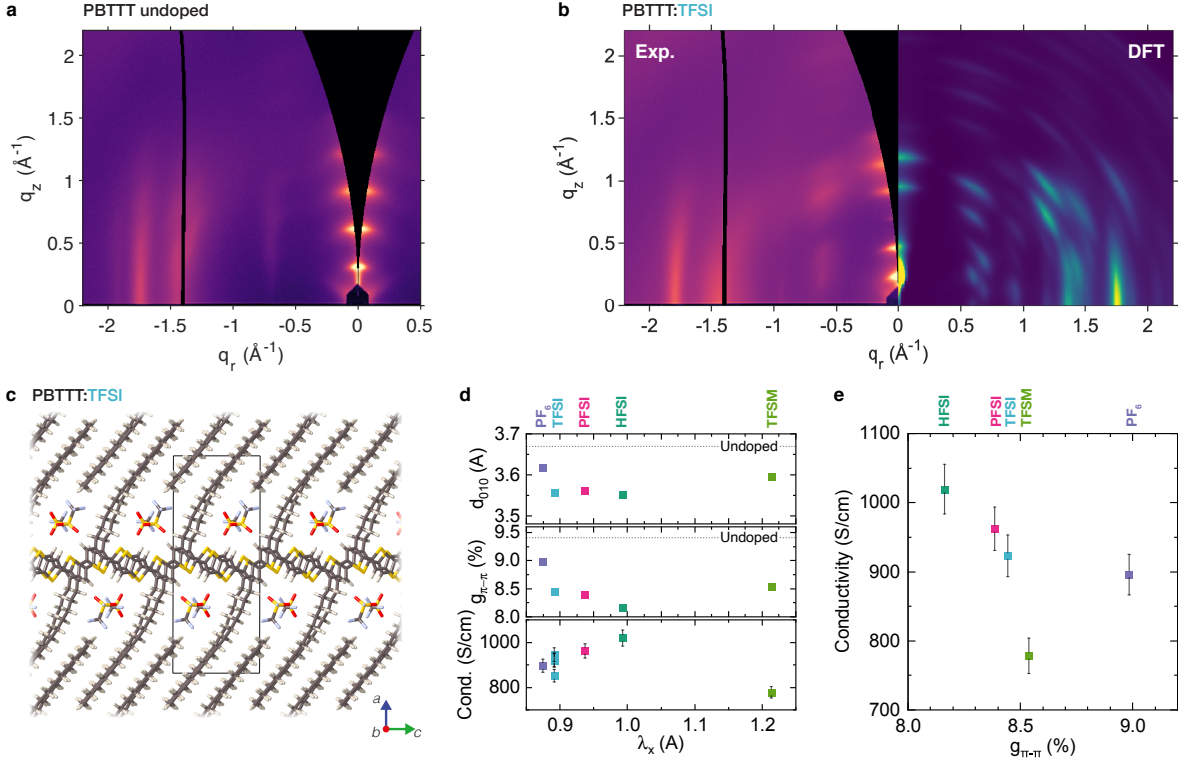 a PBTTT undoped
2
1.5
1
0.5
0
q_z (Å⁻¹)
-2 -1.5 -1 -0.5 0 0.5
q_r (Å⁻¹)
b PBTTT:TFSI
Exp. DFT
2
1.5
1
0.5
0
q_z (Å⁻¹)
-2 -1.5 -1 -0.5 0 0.5 1 1.5 2
q_r (Å⁻¹)
c PBTTT:TFSI
a
b c
d
PF₆ TFSI PFSI HFSI TFSM
3.7
Undoped
3.6
3.5
d₀₁₀ (A)
9.5
Undoped
9.0
8.5
8.0
g_π–π (%)
1000
800
Cond. (S/cm)
0.9 1.0 1.1 1.2
λ_x (A)
e
HFSI PFSI TFSI TFSM PF₆
1100
1000
900
800
700
Conductivity (S/cm)
8.0 8.5 9.0
g_π-π (%)